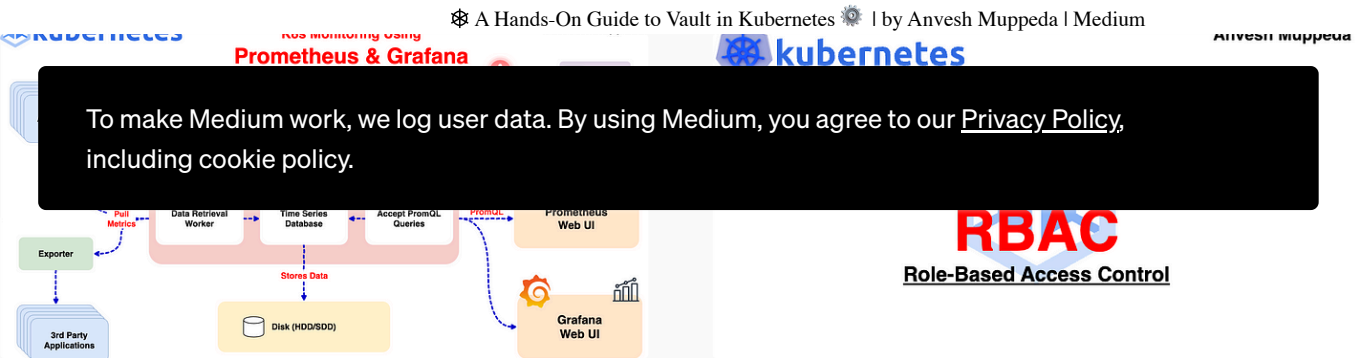 A Hands-On Guide to Vault in Kubernetes | by Anvesh Muppeda | Medium
kubernetes
K8s Monitoring Using
Prometheus & Grafana
kubernetes
Anvesh Muppeda
To make Medium work, we log user data. By using Medium, you agree to our Privacy Policy,
including cookie policy.
Pull
Metrics
Data Retrieval
Worker
Time Series
Database
Accept PromQL
Queries
PromQL
Prometheus
Web UI
Exporter
Stores Data
Disk (HDD/SDD)
3rd Party
Applications
Grafana
Web UI
RBAC
Role-Based Access Control